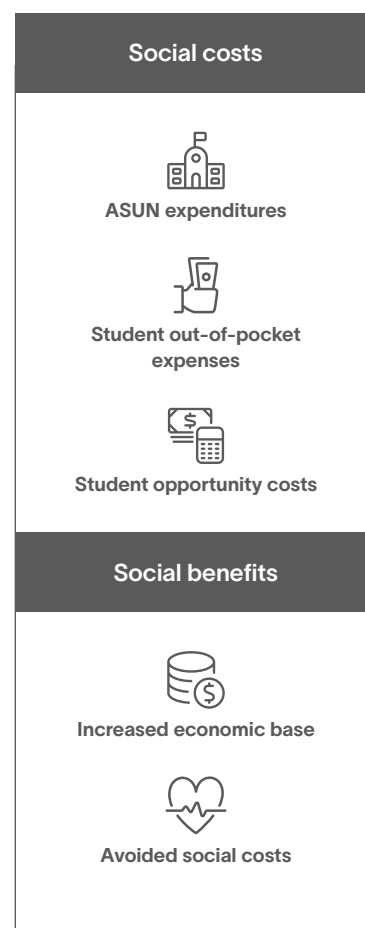 Social costs
ASUN expenditures
Student out-of-pocket
expenses
$
Student opportunity costs
Social benefits
$
Increased economic base
Avoided social costs